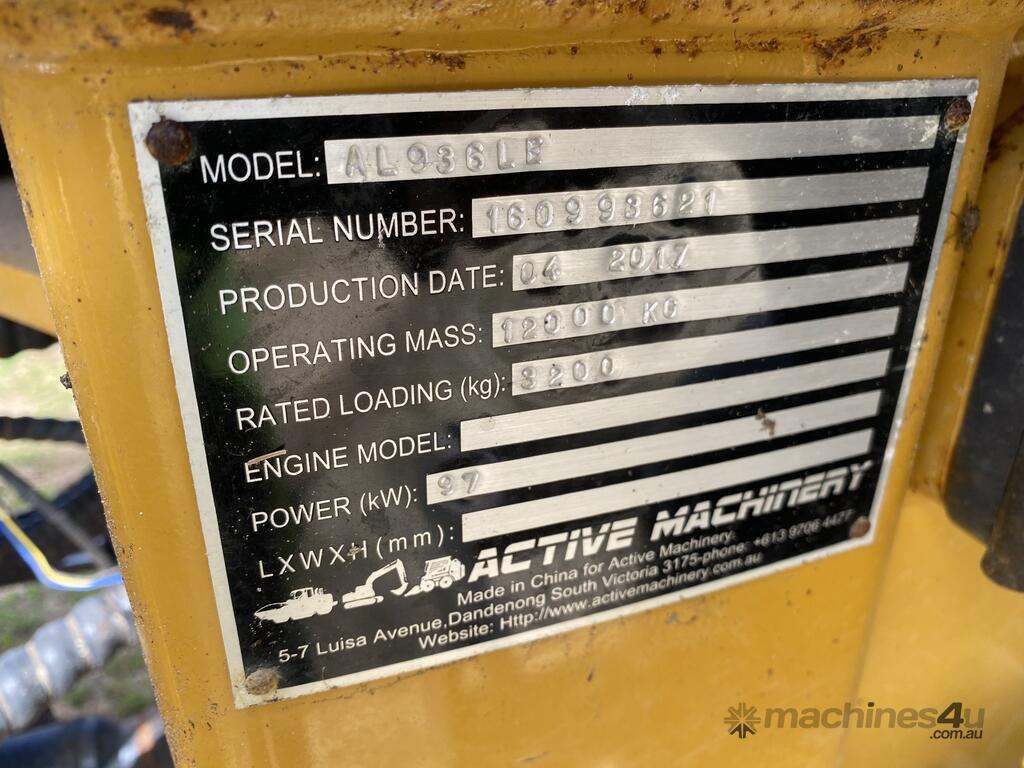 MODEL: AL936LE
SERIAL NUMBER: 160993621
PRODUCTION DATE: 04 2017
OPERATING MASS: 12000 KG
RATED LOADING (kg): 3200
ENGINE MODEL:
POWER (kW): 97
LXWXH(mm):
ACTIVE MACHINERY
Made in China for Active Machinery.
5-7 Luisa Avenue,Dandenong South Victoria 3175-phone: +613 9706 4477
Website: Http://www.activemachinery.com.au
machines4u
.com.au